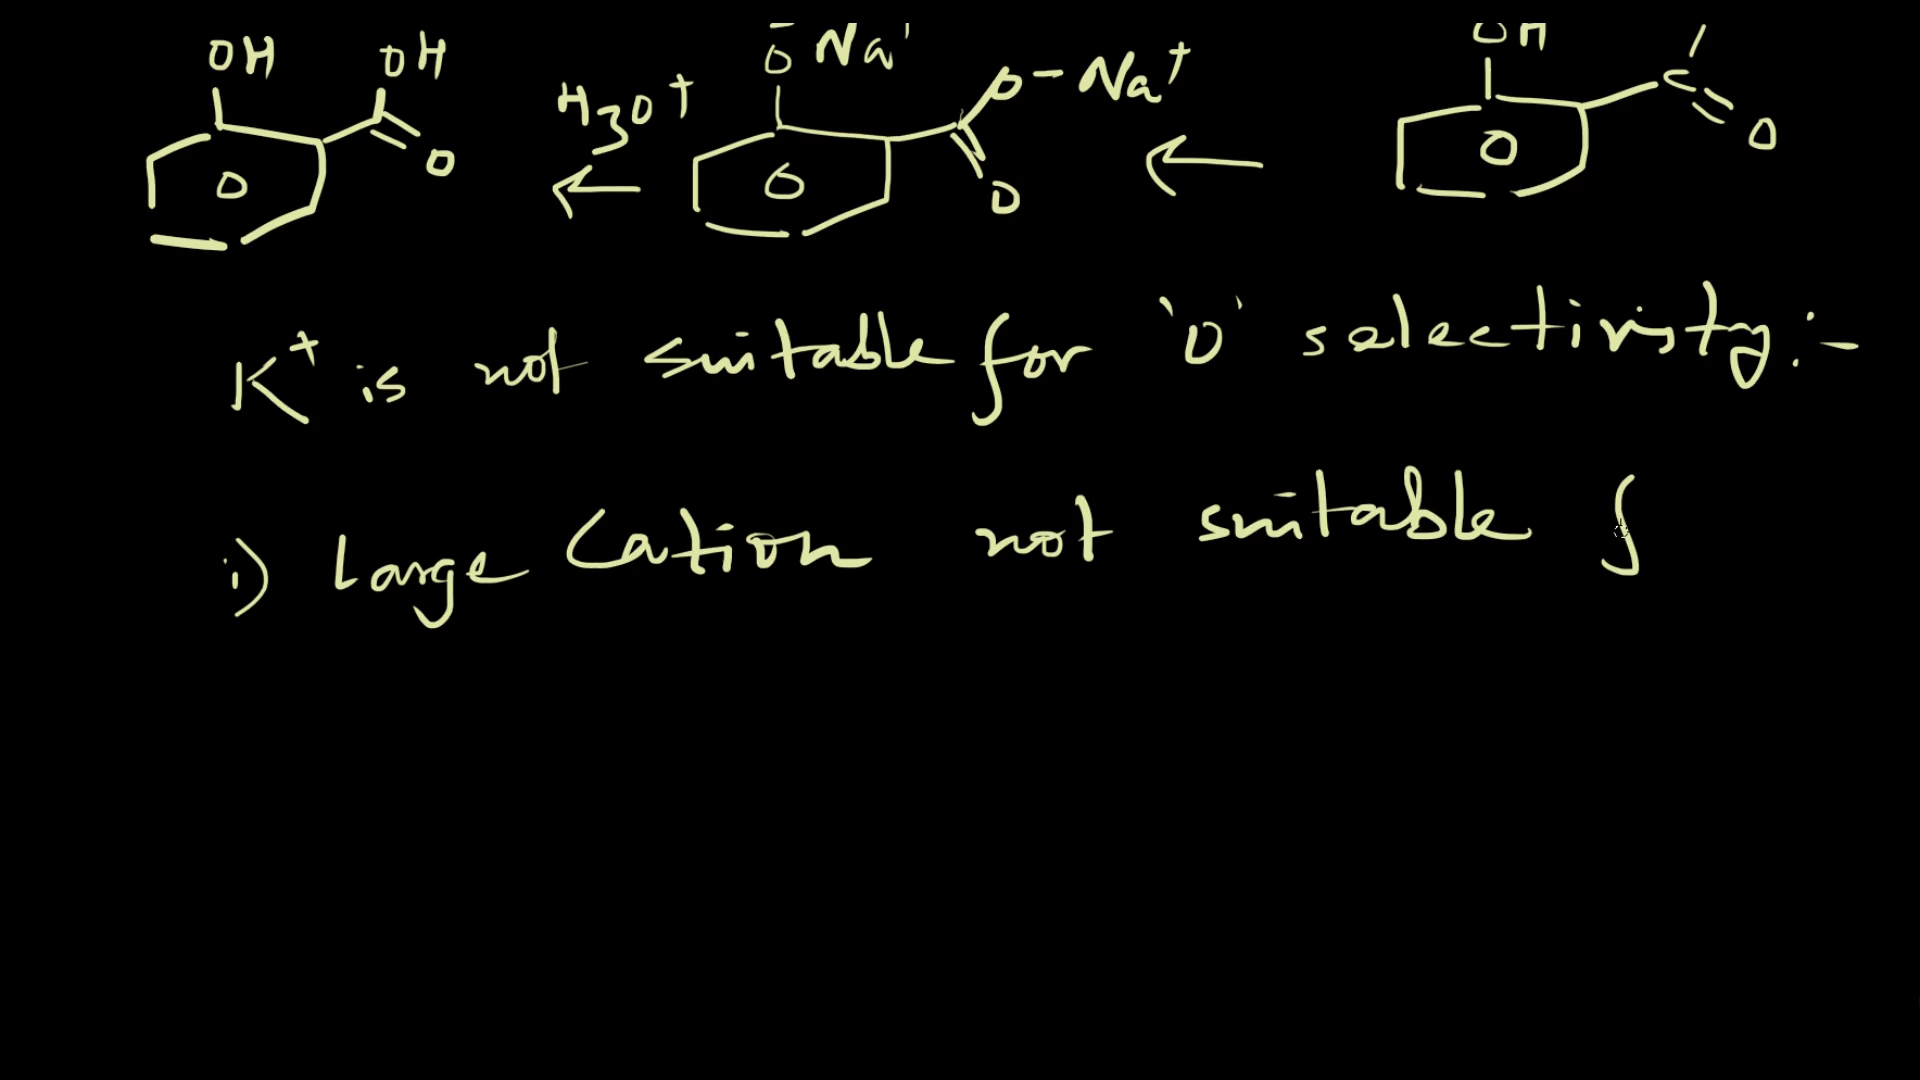 OH OH H3O+ O- Na+ O- Na+ OH C
O O O O O O
K+ is not suitable for 'O' selectivisty:-
i) Large Cation not suitable f